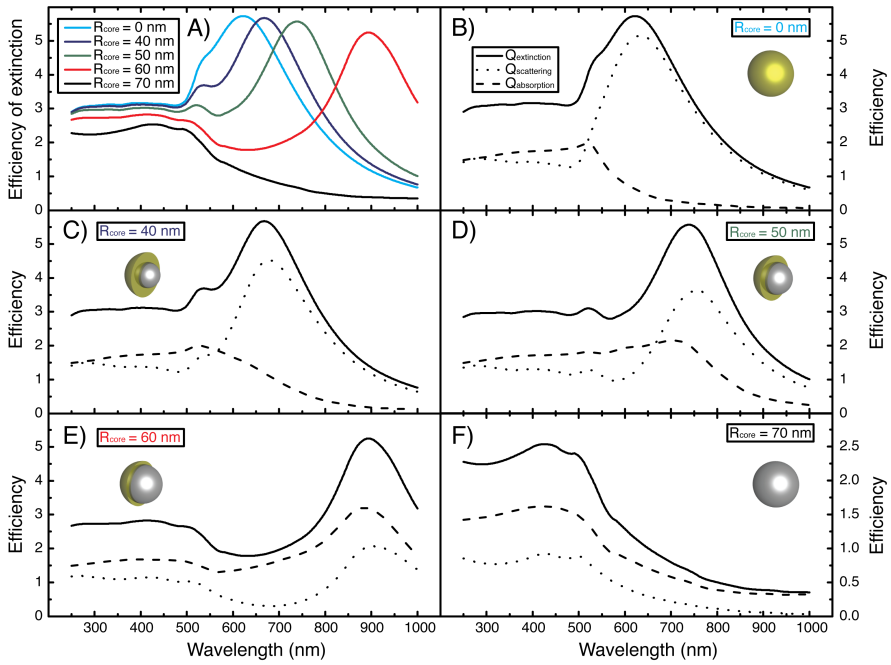 A)
Rcore = 0 nm
Rcore = 40 nm
Rcore = 50 nm
Rcore = 60 nm
Rcore = 70 nm
Efficiency of extinction
5
4
3
2
1
0
B)
Rcore = 0 nm
Qextinction
Qscattering
Qabsorption
Efficiency
5
4
3
2
1
0
C)
Rcore = 40 nm
Efficiency
5
4
3
2
1
0
D)
Rcore = 50 nm
Efficiency
5
4
3
2
1
0
E)
Rcore = 60 nm
Efficiency
5
4
3
2
1
0
300 400 500 600 700 800 900 1000
Wavelength (nm)
F)
Rcore = 70 nm
Efficiency
2.5
2.0
1.5
1.0
0.5
0.0
300 400 500 600 700 800 900 1000
Wavelength (nm)